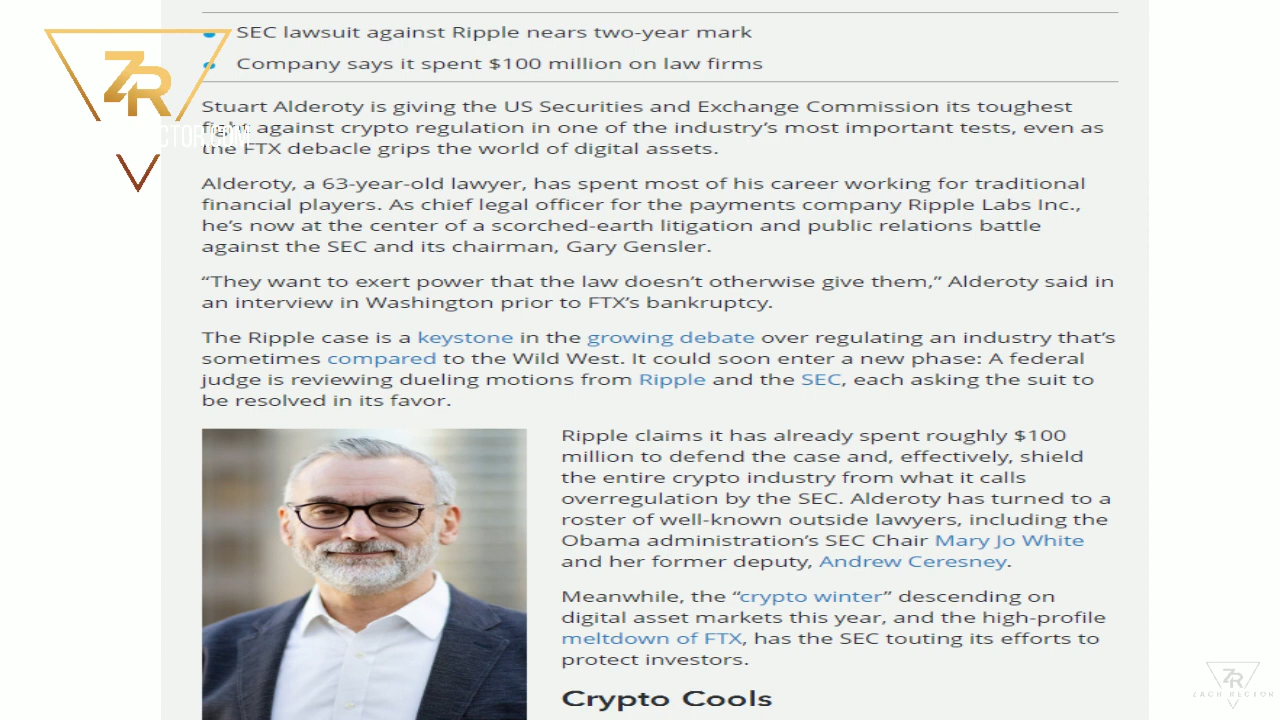 SEC lawsuit against Ripple nears two-year mark
Company says it spent $100 million on law firms
ZR
Stuart Alderoty is giving the US Securities and Exchange Commission its toughest
against crypto regulation in one of the industry's most important tests, even as
the FTX debacle grips the world of digital assets.
Alderoty, a 63-year-old lawyer, has spent most of his career working for traditional
financial players. As chief legal officer for the payments company Ripple Labs Inc.,
he's now at the center of a scorched-earth litigation and public relations battle
against the SEC and its chairman, Gary Gensler.
“They want to exert power that the law doesn't otherwise give them,” Alderoty said in
an interview in Washington prior to FTX's bankruptcy.
The Ripple case is a keystone in the growing debate over regulating an industry that's
sometimes compared to the Wild West. It could soon enter a new phase: A federal
judge is reviewing dueling motions from Ripple and the SEC, each asking the suit to
be resolved in its favor.
Ripple claims it has already spent roughly $100
million to defend the case and, effectively, shield
the entire crypto industry from what it calls
overregulation by the SEC. Alderoty has turned to a
roster of well-known outside lawyers, including the
Obama administration's SEC Chair Mary Jo White
and her former deputy, Andrew Ceresney.
Meanwhile, the “crypto winter” descending on
digital asset markets this year, and the high-profile
meltdown of FTX, has the SEC touting its efforts to
protect investors.
Crypto Cools
ZR
ZACH RECTOR